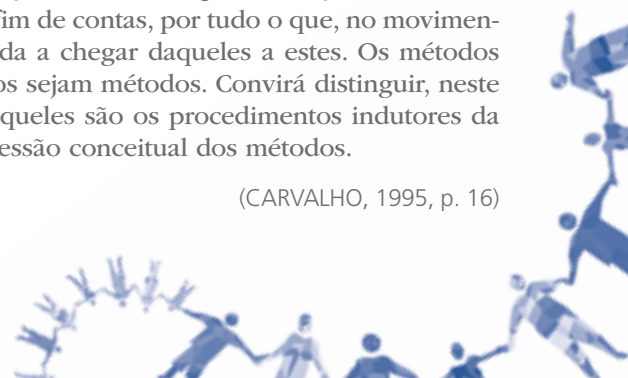 fim de contas, por tudo o que, no movimen-
da a chegar daqueles a estes. Os métodos
os sejam métodos. Convirá distinguir, neste
queles são os procedimentos indutores da
essão conceitual dos métodos.
(CARVALHO, 1995, p. 16)